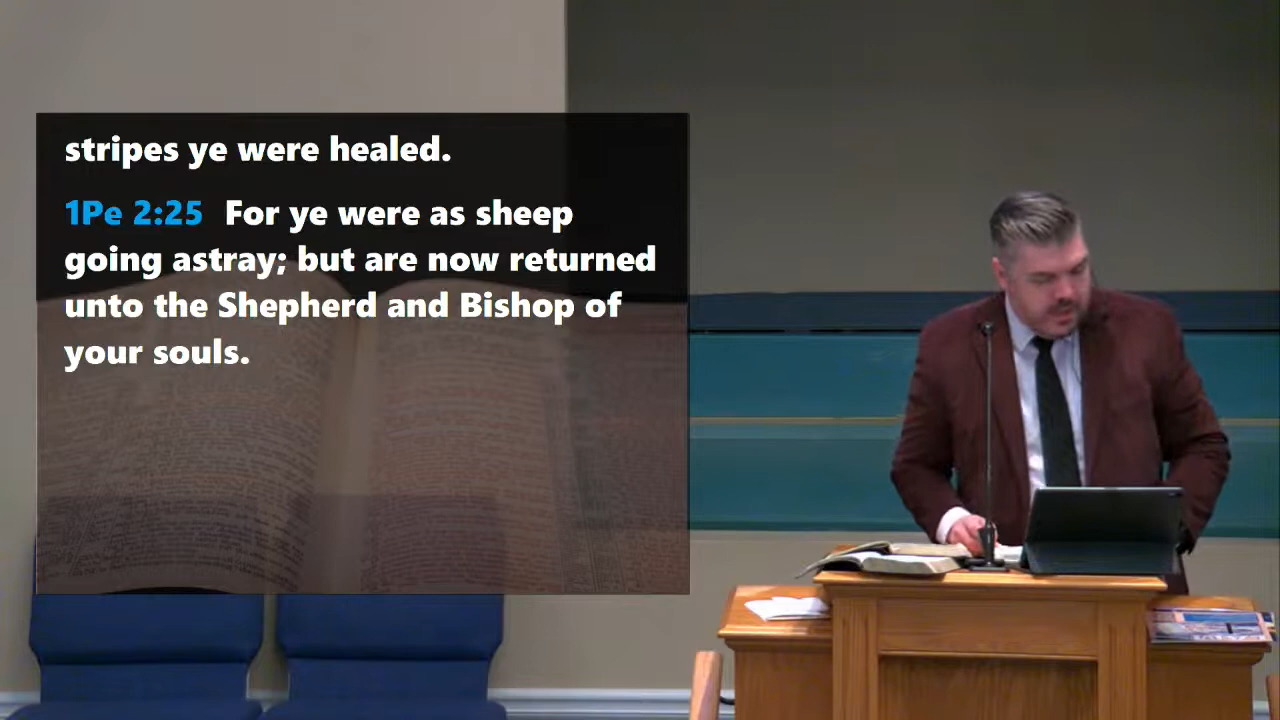 stripes ye were healed.
1Pe 2:25 For ye were as sheep
going astray; but are now returned
unto the Shepherd and Bishop of
your souls.